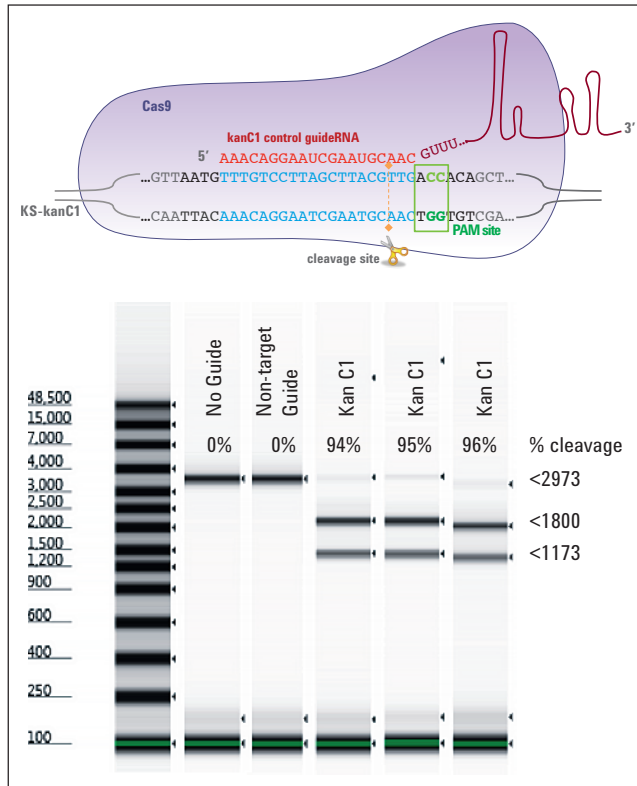 Cas9
kanC1 control guideRNA
GUUU...
3′
5′ AAACAGGAAUCGAAUGCAAC
...GTTAATGTTTGTCCTTAGCTTACGTTGACCACAGCT...
KS-kanC1
...CAATTACAAACAGGAATCGAATGCAACTGGTGTCGA...
PAM site
cleavage site
No Guide
Non-target
Guide
Kan C1
Kan C1
Kan C1
0% 0% 94% 95% 96% % cleavage
48,500
15,000
7,000
4,000
3,000
2,500
2,000
1,500
1,200
900
600
400
250
100
<2973
<1800
<1173